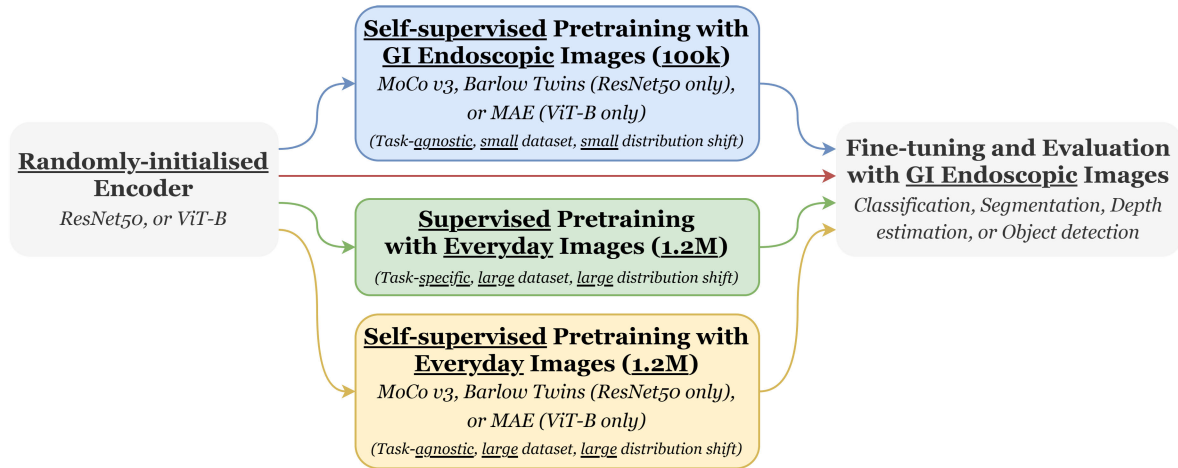 Randomly-initialised
Encoder
ResNet50, or ViT-B
Self-supervised Pretraining with
GI Endoscopic Images (100k)
MoCo v3, Barlow Twins (ResNet50 only),
or MAE (ViT-B only)
(Task-agnostic, small dataset, small distribution shift)
Supervised Pretraining
with Everyday Images (1.2M)
(Task-specific, large dataset, large distribution shift)
Self-supervised Pretraining with
Everyday Images (1.2M)
MoCo v3, Barlow Twins (ResNet50 only),
or MAE (ViT-B only)
(Task-agnostic, large dataset, large distribution shift)
Fine-tuning and Evaluation
with GI Endoscopic Images
Classification, Segmentation, Depth
estimation, or Object detection